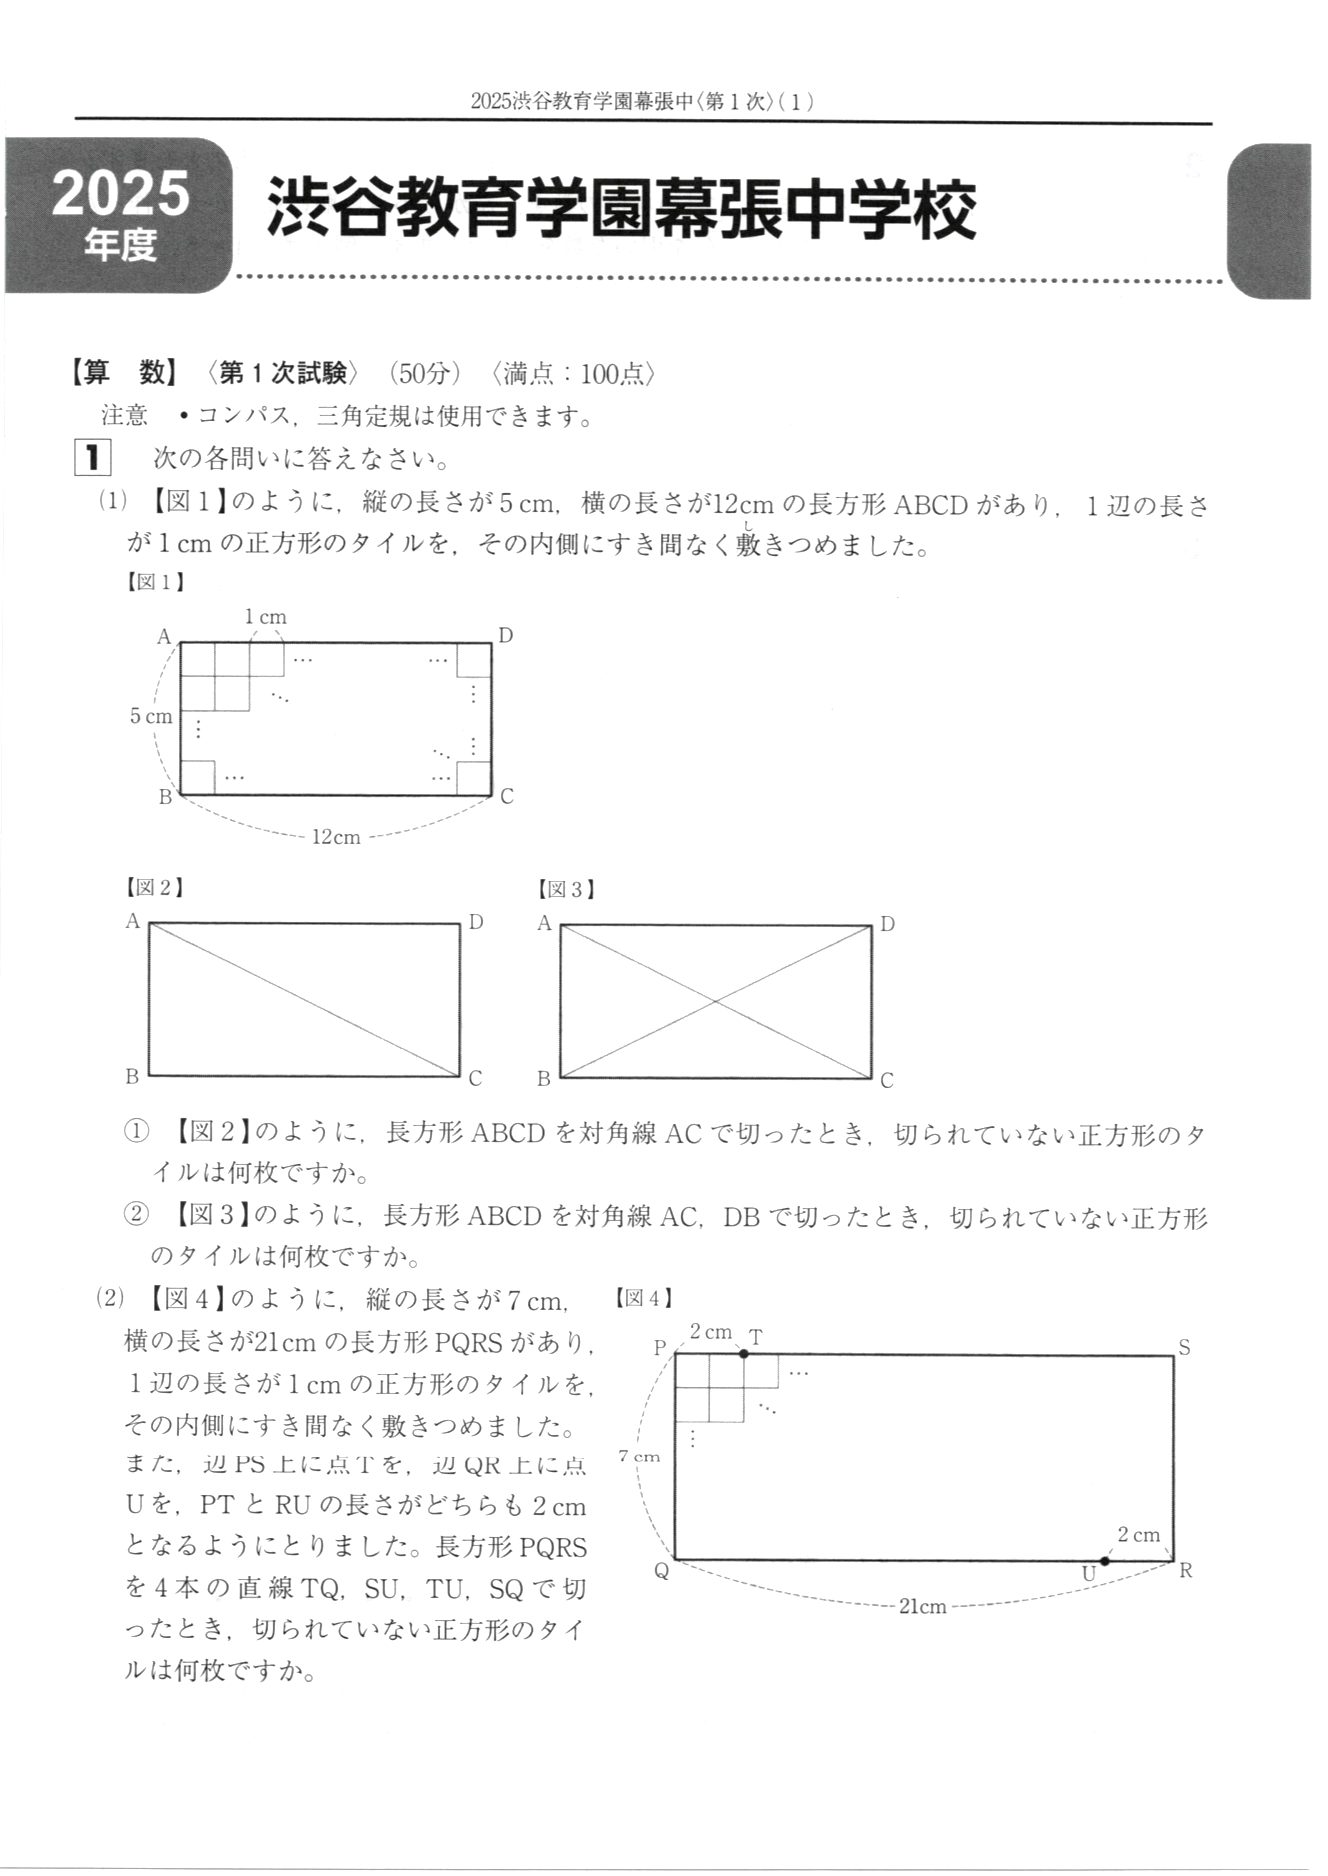 2025渋谷教育学園幕張中〈第1次〉(1)
2025
年度
渋谷教育学園幕張中学校
【算 数】〈第1次試験〉(50分)〈満点:100点〉
注意 •コンパス,三角定規は使用できます。
1 次の各問いに答えなさい。
(1) 【図1】のように,縦の長さが5cm,横の長さが12cmの長方形ABCDがあり,1辺の長さ
が1cmの正方形のタイルを,その内側にすき間なく敷きつめました。
し
【図1】
1cm
A
D
…
…
5cm
…
…
B
C
12cm
【図2】
A
D
B
C
【図3】
A
D
B
C
① 【図2】のように,長方形ABCDを対角線ACで切ったとき,切られていない正方形のタ
イルは何枚ですか。
② 【図3】のように,長方形ABCDを対角線AC,DBで切ったとき,切られていない正方形
のタイルは何枚ですか。
(2) 【図4】のように,縦の長さが7cm,
横の長さが21cmの長方形PQRSがあり,
1辺の長さが1cmの正方形のタイルを,
その内側にすき間なく敷きつめました。
また,辺PS上に点Tを,辺QR上に点
Uを,PTとRUの長さがどちらも2cm
となるようにとりました。長方形PQRS
を4本の直線TQ,SU,TU,SQで切
ったとき,切られていない正方形のタイ
ルは何枚ですか。
【図4】
2cm
P
T
S
…
7cm
2cm
Q
U
R
21cm